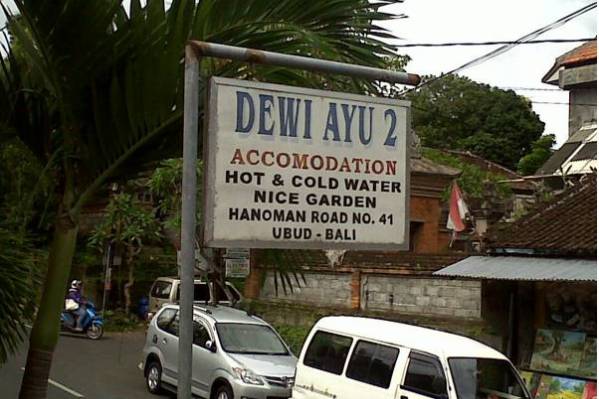 DEWI AYU 2
ACCOMODATION
HOT & COLD WATER
NICE GARDEN
HANOMAN ROAD NO. 41
UBUD - BALI